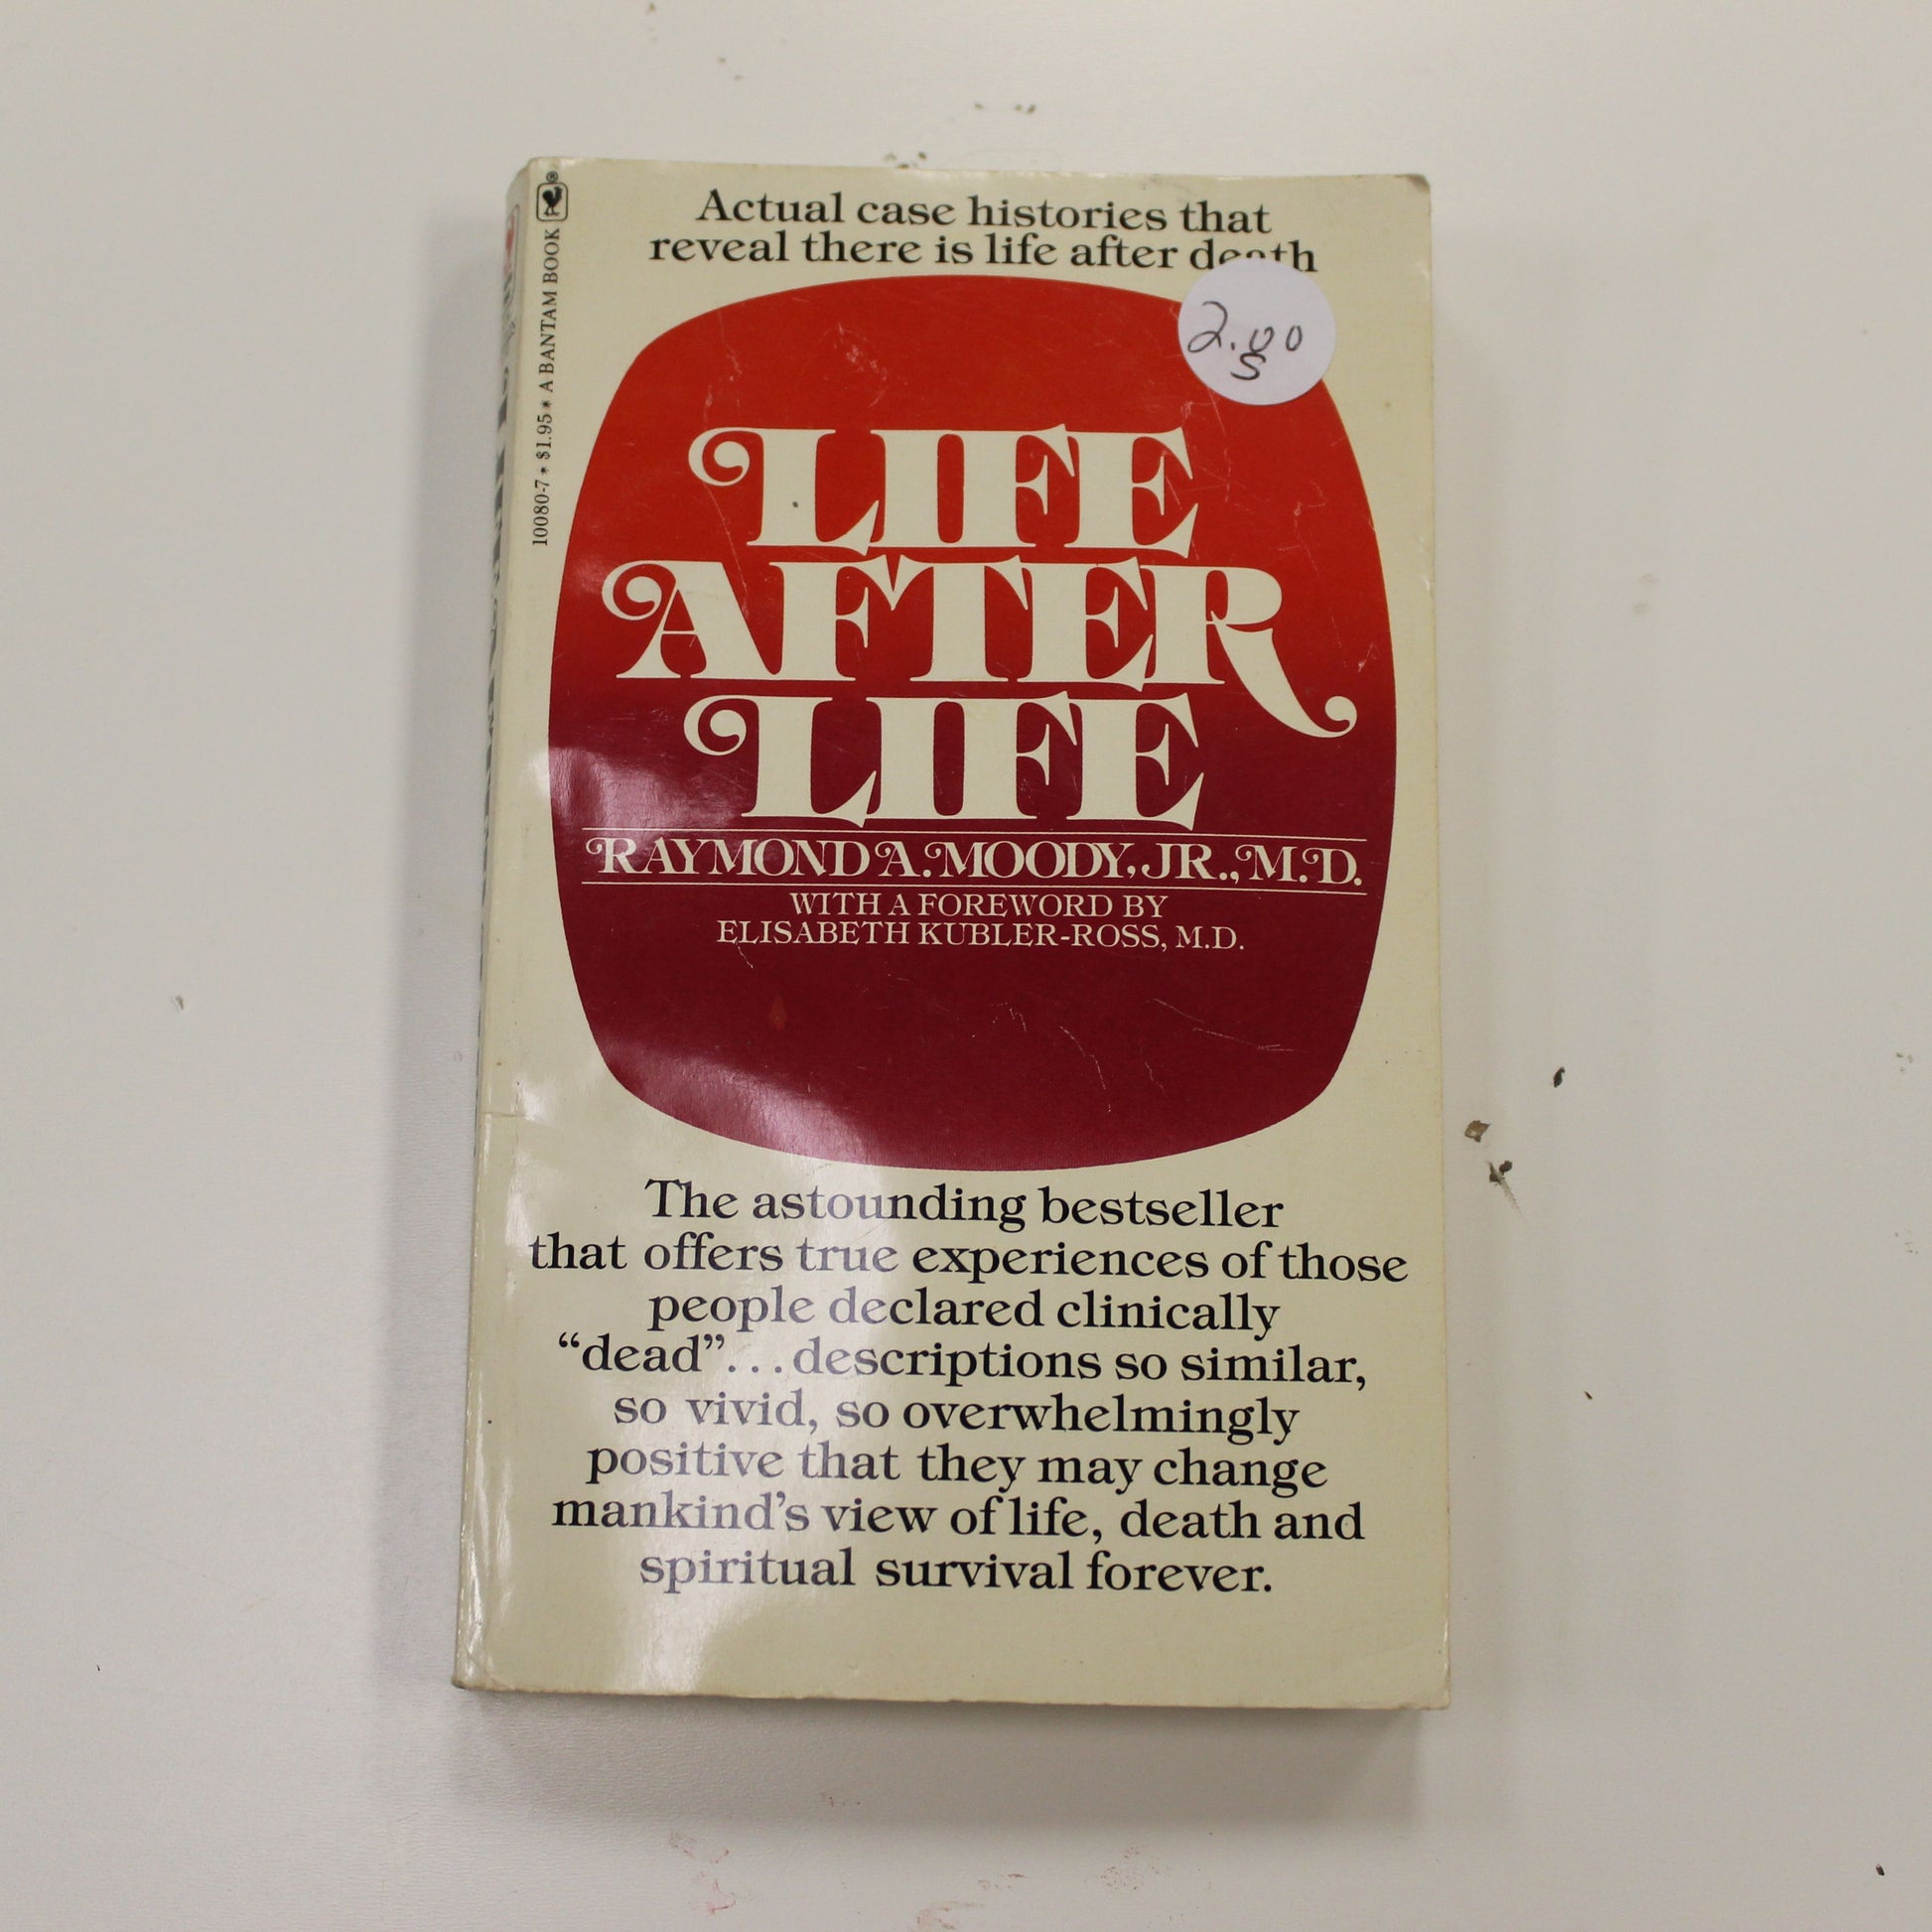 Actual case histories that
reveal there is life after death
2.00
S
10080-7 * $1.95 * A BANTAM BOOK
®
LIFE
AFTER
LIFE
RAYMOND A. MOODY, JR., M.D.
WITH A FOREWORD BY
ELISABETH KUBLER-ROSS, M.D.
The astounding bestseller
that offers true experiences of those
people declared clinically
“dead”...descriptions so similar,
so vivid, so overwhelmingly
positive that they may change
mankind’s view of life, death and
spiritual survival forever.